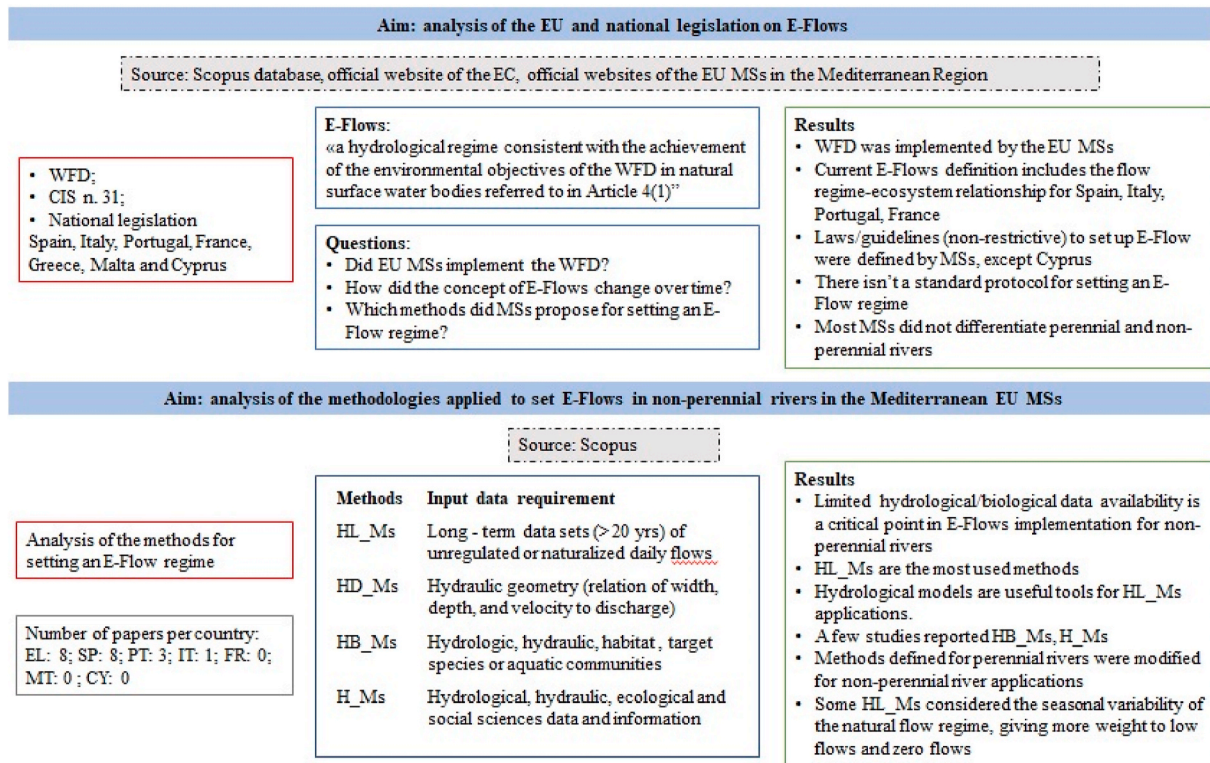 Aim: analysis of the EU and national legislation on E-Flows
Source: Scopus database, official website of the EC, official websites of the EU MSs in the Mediterranean Region
• WFD;
• CIS n. 31;
• National legislation
Spain, Italy, Portugal, France,
Greece, Malta and Cyprus
E-Flows:
«a hydrological regime consistent with the achievement
of the environmental objectives of the WFD in natural
surface water bodies referred to in Article 4(1)”
Questions:
• Did EU MSs implement the WFD?
• How did the concept of E-Flows change over time?
• Which methods did MSs propose for setting an E-
Flow regime?
Results
• WFD was implemented by the EU MSs
• Current E-Flows definition includes the flow
regime-ecosystem relationship for Spain, Italy,
Portugal, France
• Laws/guidelines (non-restrictive) to set up E-Flow
were defined by MSs, except Cyprus
• There isn’t a standard protocol for setting an E-
Flow regime
• Most MSs did not differentiate perennial and non-
perennial rivers
Aim: analysis of the methodologies applied to set E-Flows in non-perennial rivers in the Mediterranean EU MSs
Source: Scopus
Analysis of the methods for
setting an E-Flow regime
Number of papers per country:
EL: 8; SP: 8; PT: 3; IT: 1; FR: 0;
MT: 0 ; CY: 0
Methods Input data requirement
HL_Ms Long - term data sets (> 20 yrs) of
unregulated or naturalized daily flows
HD_Ms Hydraulic geometry (relation of width,
depth, and velocity to discharge)
HB_Ms Hydrologic, hydraulic, habitat , target
species or aquatic communities
H_Ms Hydrological, hydraulic, ecological and
social sciences data and information
Results
• Limited hydrological/biological data availability is
a critical point in E-Flows implementation for non-
perennial rivers
• HL_Ms are the most used methods
• Hydrological models are useful tools for HL_Ms
applications.
• A few studies reported HB_Ms, H_Ms
• Methods defined for perennial rivers were modified
for non-perennial river applications
• Some HL_Ms considered the seasonal variability of
the natural flow regime, giving more weight to low
flows and zero flows